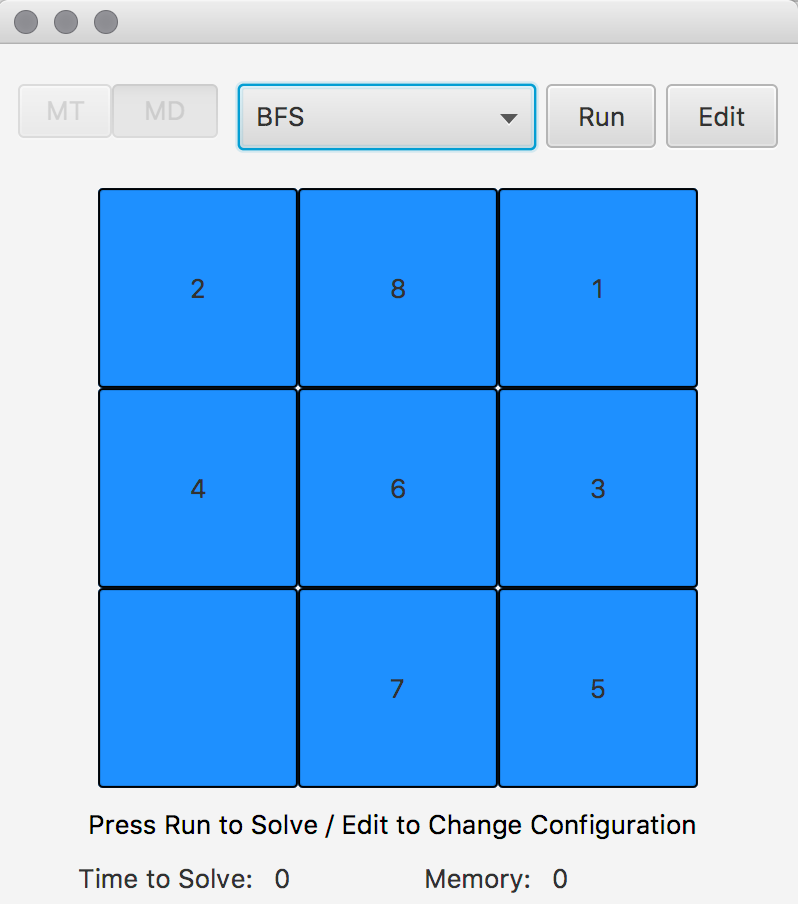 MT MD BFS Run Edit
2 8 1
4 6 3
7 5
Press Run to Solve / Edit to Change Configuration
Time to Solve: 0 Memory: 0